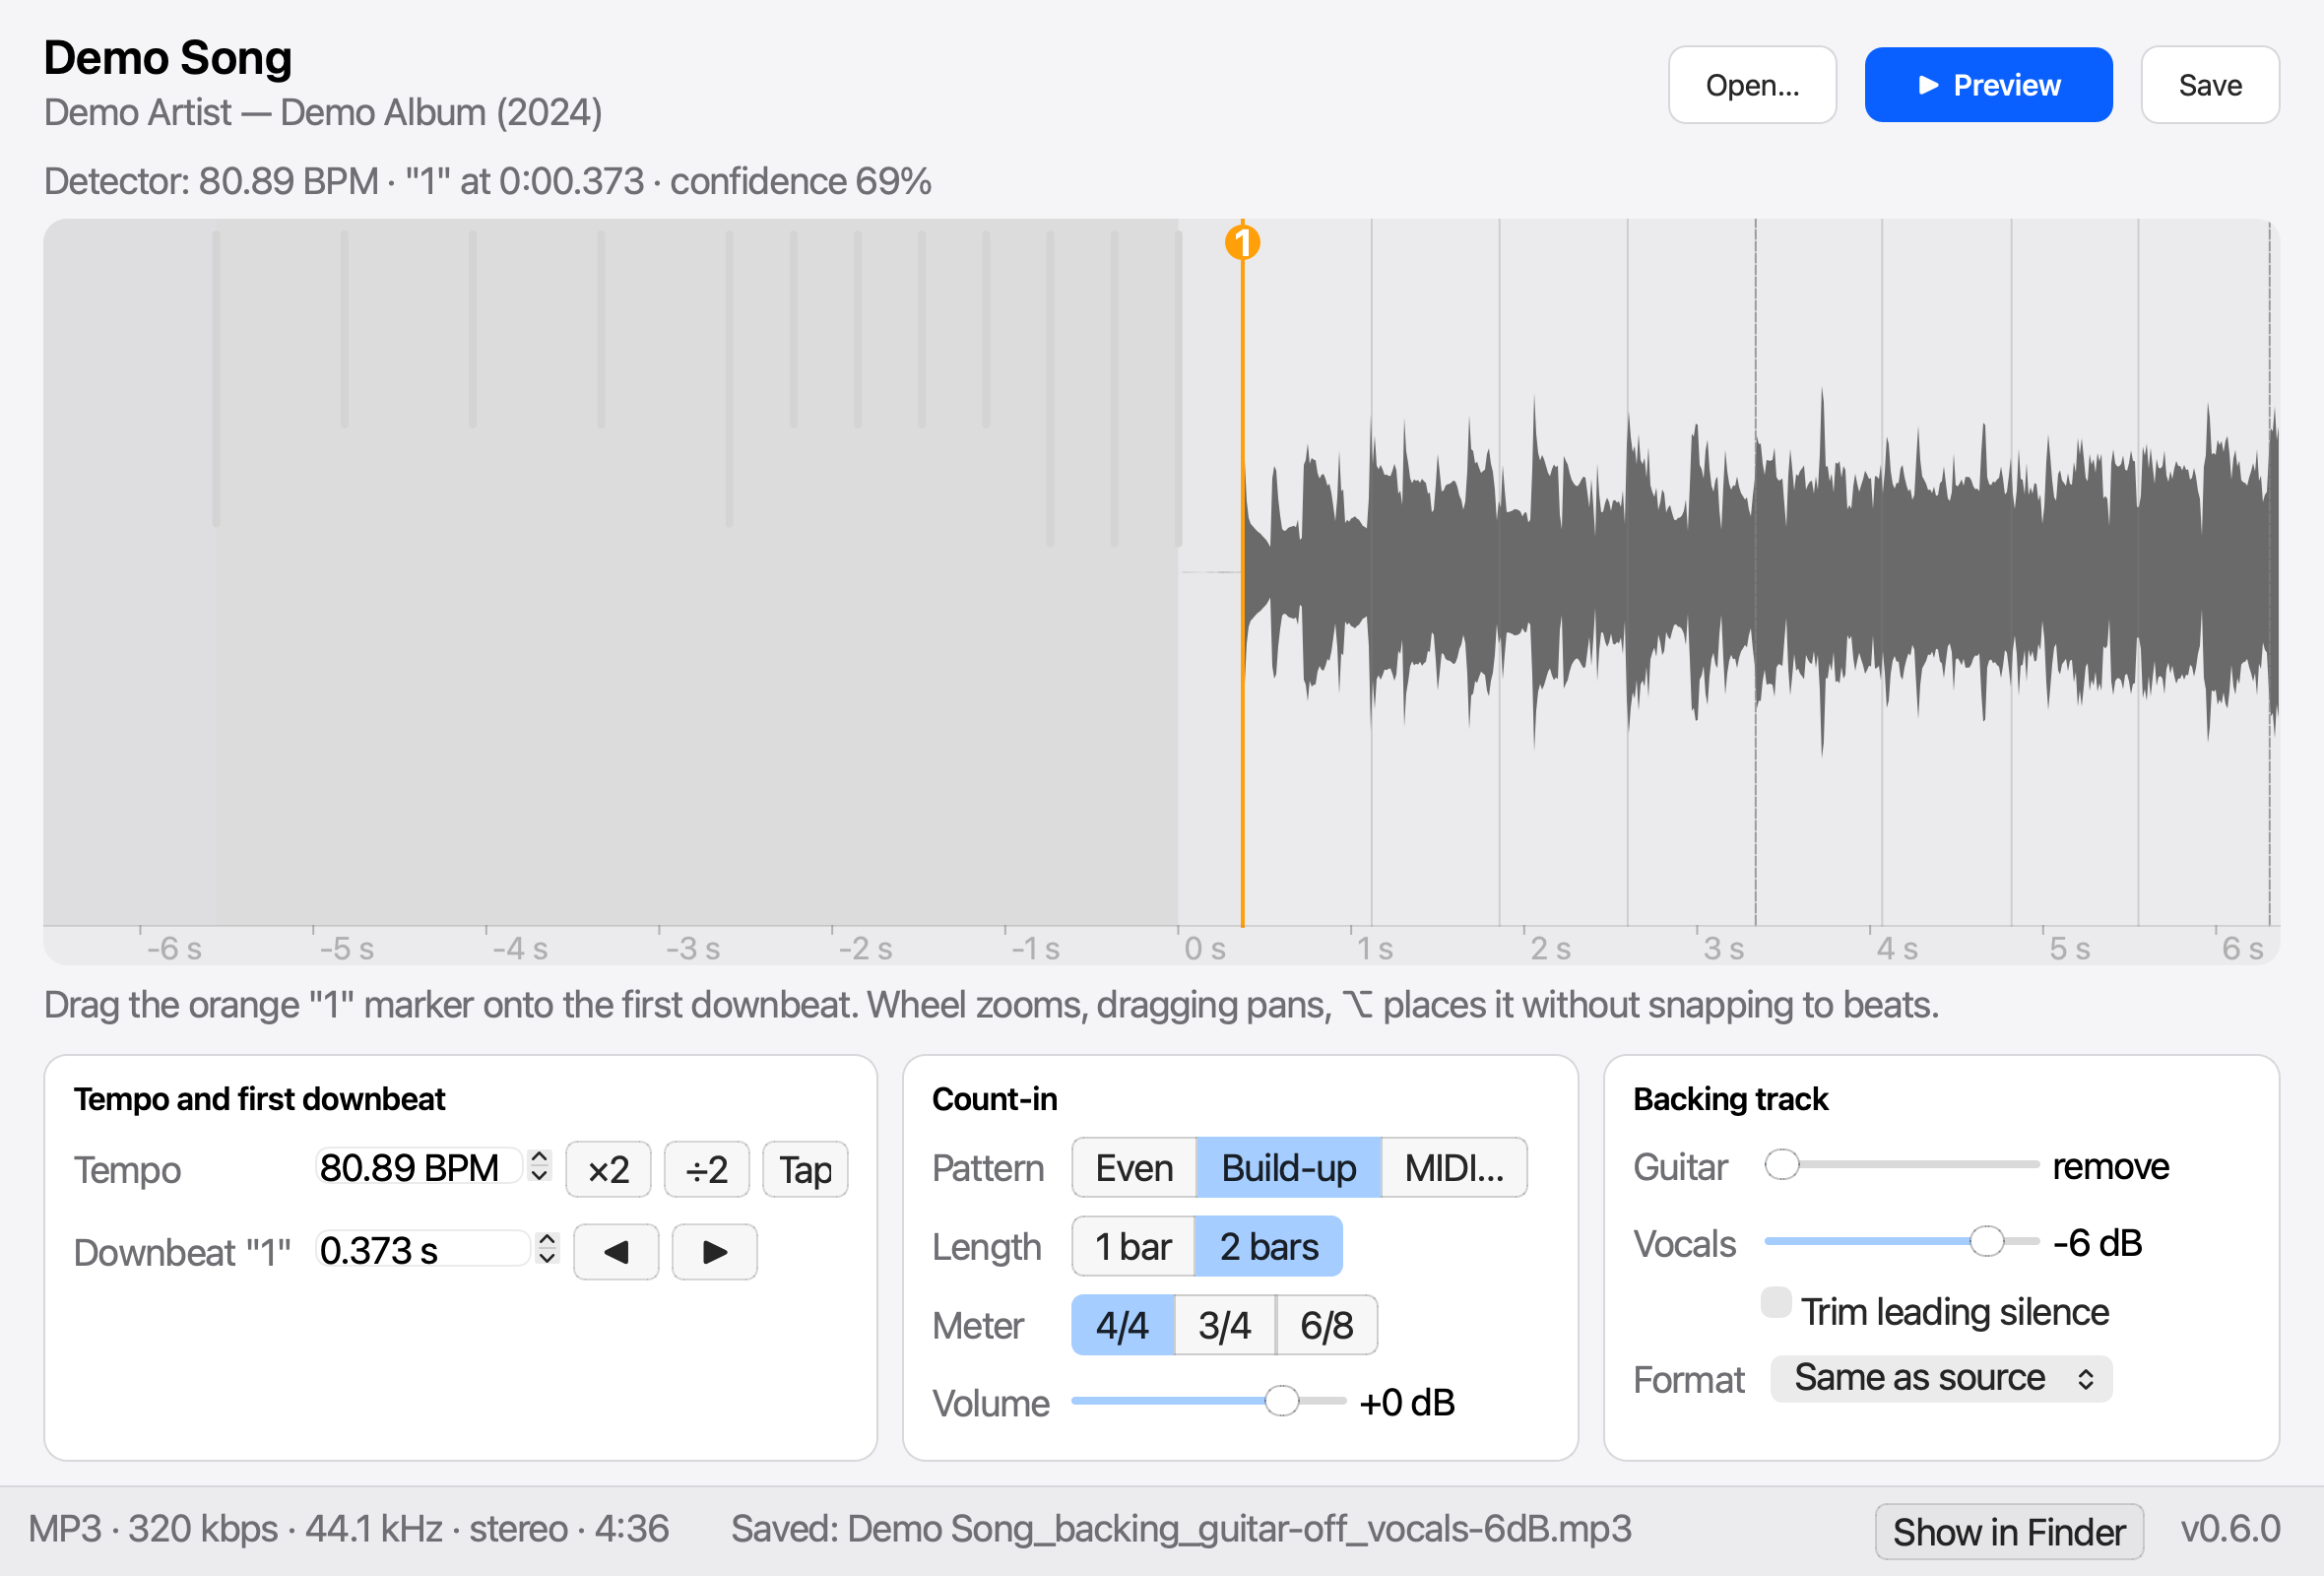 Demo Song
Demo Artist — Demo Album (2024)
Open...
▶ Preview
Save
Detector: 80.89 BPM · "1" at 0:00.373 · confidence 69%
1
-6 s -5 s -4 s -3 s -2 s -1 s 0 s 1 s 2 s 3 s 4 s 5 s 6 s
Drag the orange "1" marker onto the first downbeat. Wheel zooms, dragging pans, ⌥ places it without snapping to beats.
Tempo and first downbeat
Tempo 80.89 BPM ×2 ÷2 Tap
Downbeat "1" 0.373 s ◀ ▶
Count-in
Pattern Even Build-up MIDI...
Length 1 bar 2 bars
Meter 4/4 3/4 6/8
Volume +0 dB
Backing track
Guitar remove
Vocals -6 dB
Trim leading silence
Format Same as source
MP3 · 320 kbps · 44.1 kHz · stereo · 4:36
Saved: Demo Song_backing_guitar-off_vocals-6dB.mp3
Show in Finder
v0.6.0